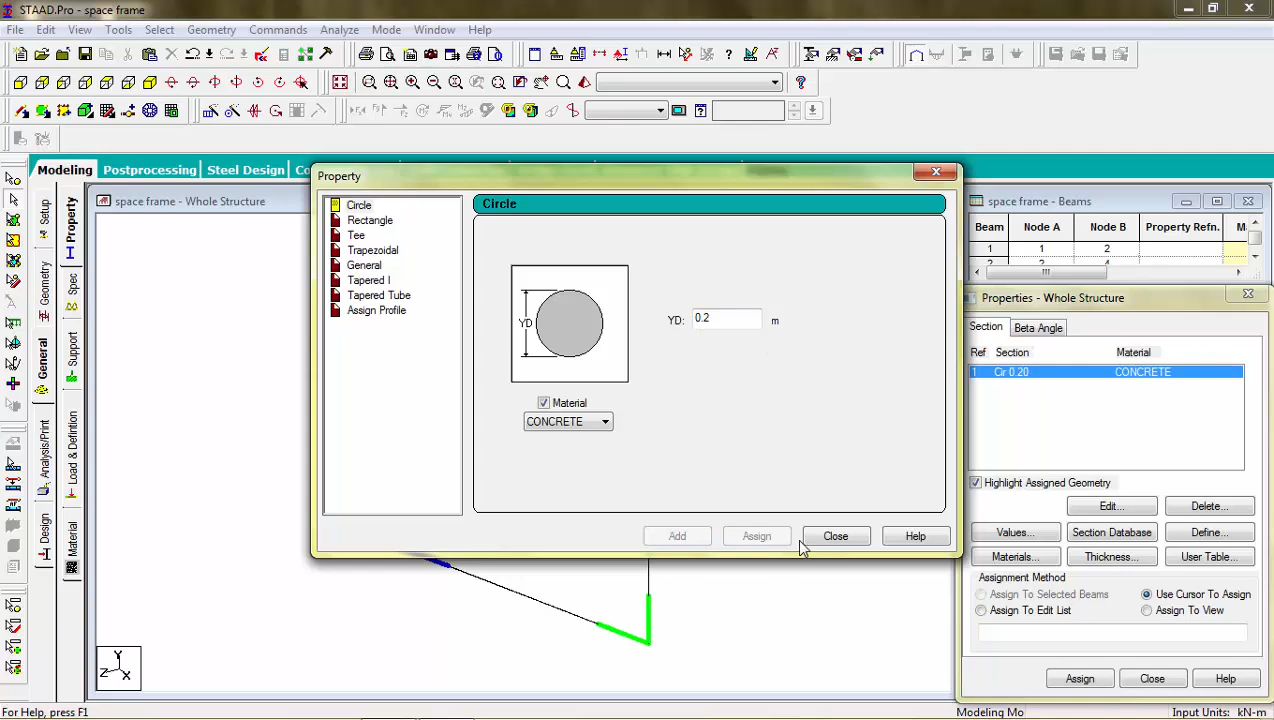 STAAD.Pro - space frame
File Edit View Tools Select Geometry Commands Analyze Mode Window Help
Modeling Postprocessing Steel Design
Setup
Geometry
General
Analysis/Print
Design
Property
Spec
Support
Load & Definition
Material
space frame - Whole Structure
Property
Circle
Rectangle
Tee
Trapezoidal
General
Tapered I
Tapered Tube
Assign Profile
Circle
YD
YD: 0.2 m
Material
CONCRETE
Add Assign Close Help
space frame - Beams
Beam Node A Node B Property Refn.
1 1 2
Properties - Whole Structure
Section Beta Angle
Ref Section Material
1 Cir 0.20 CONCRETE
Highlight Assigned Geometry
Edit... Delete...
Values... Section Database Define...
Materials... Thickness... User Table...
Assignment Method
Assign To Selected Beams Use Cursor To Assign
Assign To Edit List Assign To View
Assign Close Help
Y
Z X
For Help, press F1 Modeling Mo Input Units: kN-m